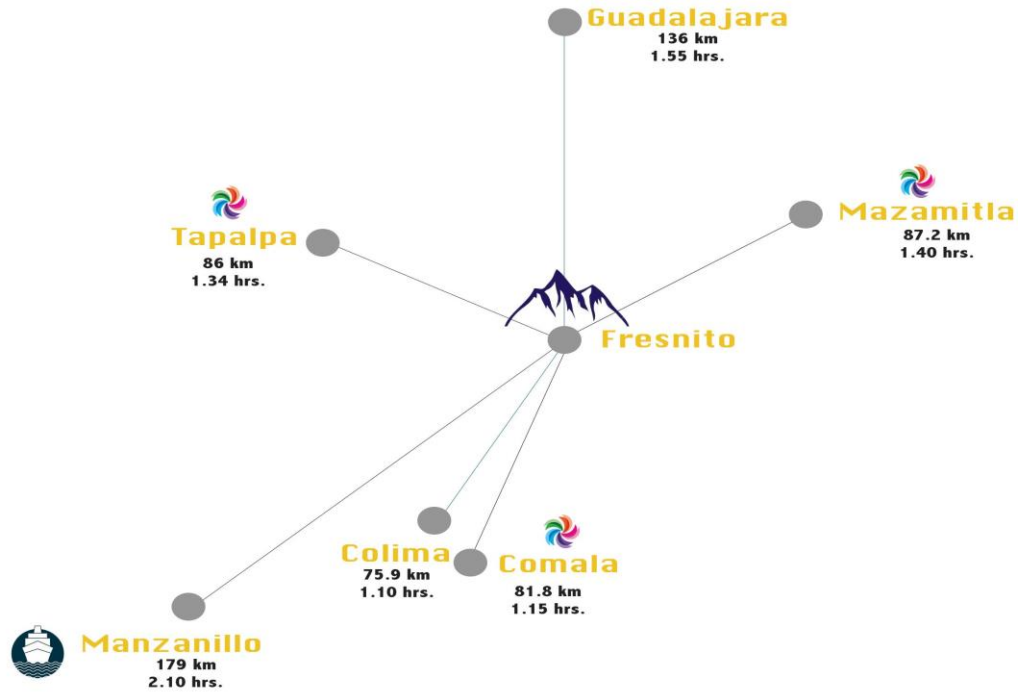 Guadalajara
136 km
1.55 hrs.
Mazamitla
87.2 km
1.40 hrs.
Tapalpa
86 km
1.34 hrs.
Fresnito
Colima
75.9 km
1.10 hrs.
Comala
81.8 km
1.15 hrs.
Manzanillo
179 km
2.10 hrs.